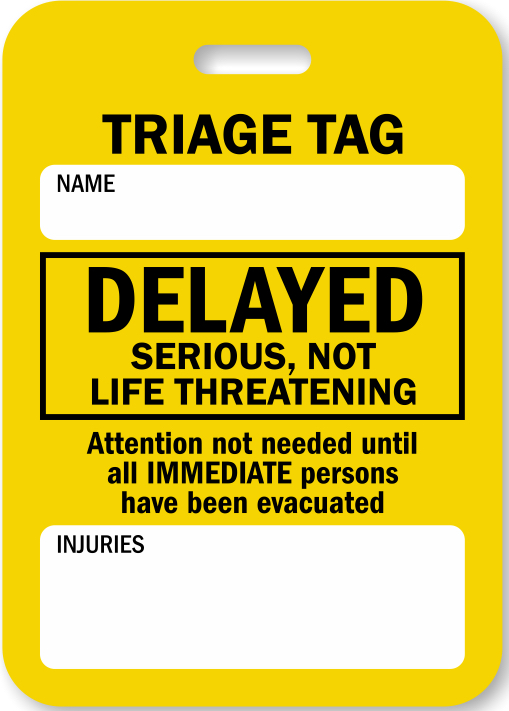 TRIAGE TAG
NAME
DELAYED
SERIOUS, NOT
LIFE THREATENING
Attention not needed until
all IMMEDIATE persons
have been evacuated
INJURIES